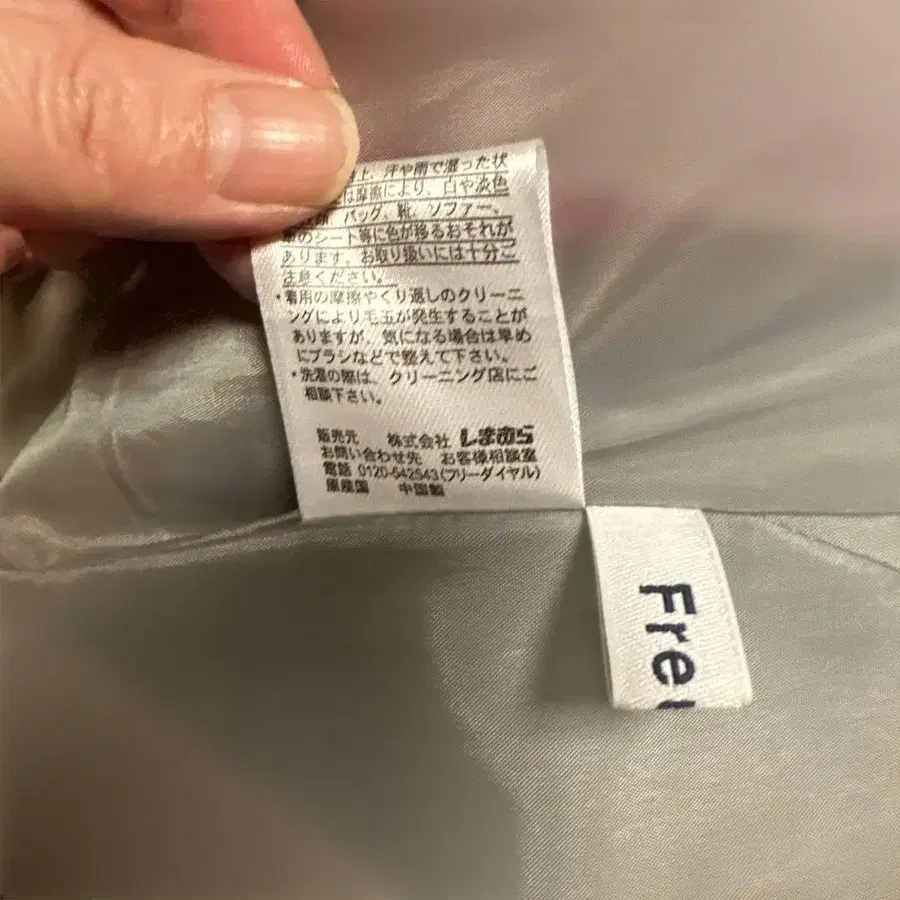 上、汗や雨で湿った状
は摩擦により、白や淡色
バッグ、靴、ソファー、
のシート等に色が移るおそれが
あります。お取り扱いには十分ご
注意ください。
・着用の摩擦やくり返しのクリーニ
ングにより毛玉が発生することが
ありますが、気になる場合は早め
にブラシなどで整えて下さい。
・洗濯の際は、クリーニング店にご
相談下さい。
販売元 株式会社 しまむら
お問い合わせ先 お客様相談室
電話 0120-542543(フリーダイヤル)
原産国 中国製
Fre